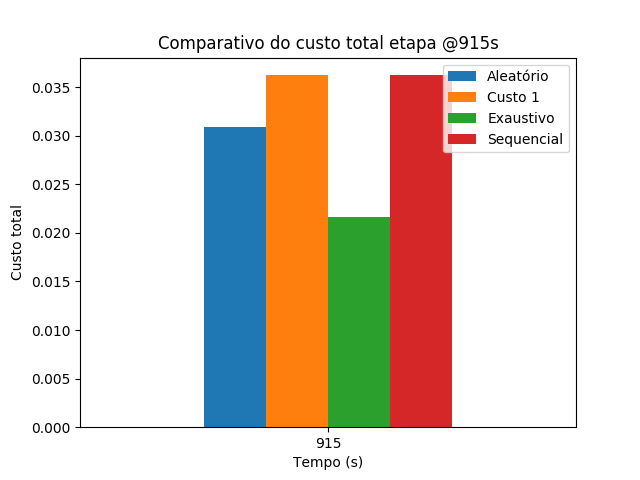 Comparativo do custo total etapa @915s
Aleatório
Custo 1
Exaustivo
Sequencial
0.035
0.030
0.025
0.020
0.015
0.010
0.005
0.000
Custo total
915
Tempo (s)